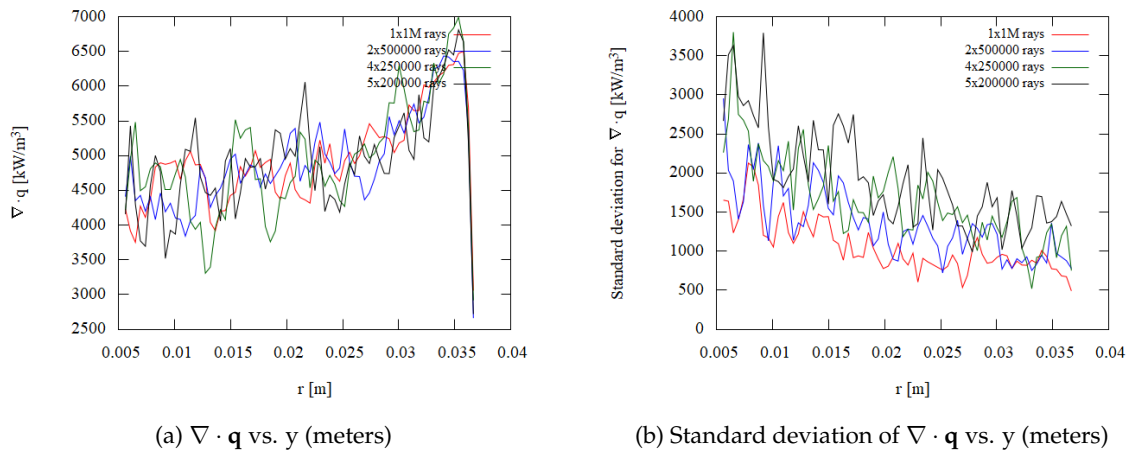 7000
6500
6000
5500
5000
4500
4000
3500
3000
2500
0.005
0.01
0.015
0.02
0.025
0.03
0.035
0.04
∇ · q [kW/m³]
r [m]
1x1M rays
2x500000 rays
4x250000 rays
5x200000 rays
(a) ∇ · q vs. y (meters)
4000
3500
3000
2500
2000
1500
1000
500
0
0.005
0.01
0.015
0.02
0.025
0.03
0.035
0.04
Standard deviation for ∇ · q [kW/m³]
r [m]
1x1M rays
2x500000 rays
4x250000 rays
5x200000 rays
(b) Standard deviation of ∇ · q vs. y (meters)